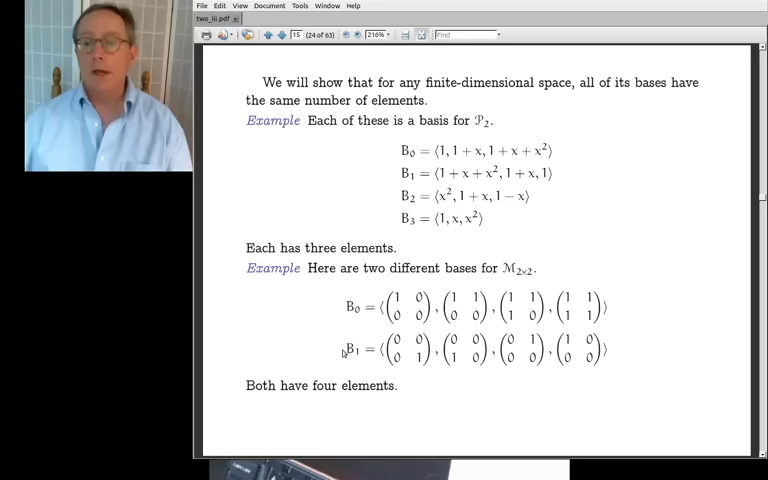 File Edit View Document Tools Window Help
two_iii.pdf
15 (24 of 63) 216% Find
We will show that for any finite-dimensional space, all of its bases have
the same number of elements.
Example Each of these is a basis for 𝒫₂.
B₀ = ⟨1, 1 + x, 1 + x + x²⟩
B₁ = ⟨1 + x + x², 1 + x, 1⟩
B₂ = ⟨x², 1 + x, 1 − x⟩
B₃ = ⟨1, x, x²⟩
Each has three elements.
Example Here are two different bases for ℳ₂ₓ₂.
B₀ = ⟨(1 0; 0 0), (1 1; 0 0), (1 1; 1 0), (1 1; 1 1)⟩
B₁ = ⟨(0 0; 0 1), (0 0; 1 0), (0 1; 0 0), (1 0; 0 0)⟩
Both have four elements.